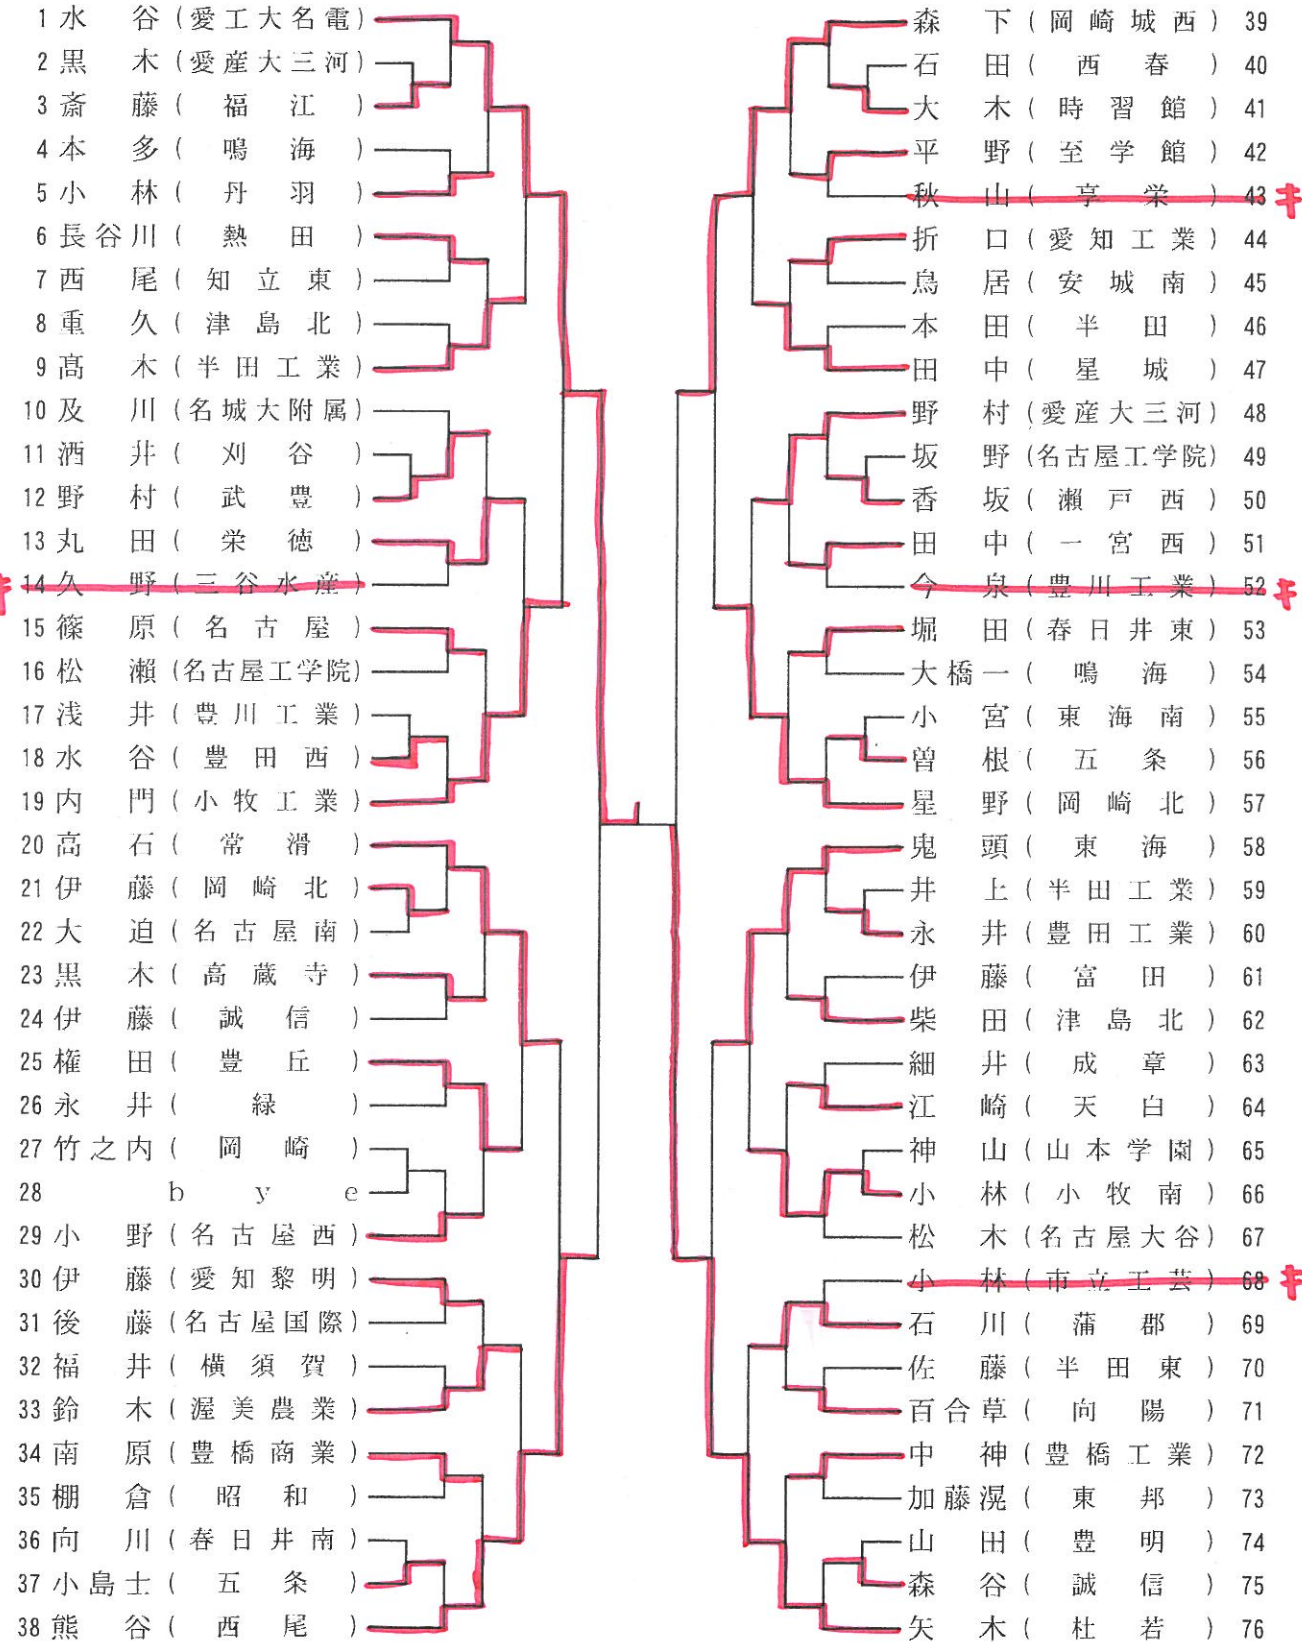 1 水谷(愛工大名電)
2 黒木(愛産大三河)
3 斎藤(福江)
4 本多(鳴海)
5 小林(丹羽)
6 長谷川(熱田)
7 西尾(知立東)
8 重久(津島北)
9 髙木(半田工業)
10 及川(名城大附属)
11 酒井(刈谷)
12 野村(武豊)
13 丸田(栄徳)
14 久野(三谷水産) キ
15 篠原(名古屋)
16 松瀬(名古屋工学院)
17 浅井(豊川工業)
18 水谷(豊田西)
19 内門(小牧工業)
20 高石(常滑)
21 伊藤(岡崎北)
22 大迫(名古屋南)
23 黒木(高蔵寺)
24 伊藤(誠信)
25 権田(豊丘)
26 永井(緑)
27 竹之内(岡崎)
28 bye
29 小野(名古屋西)
30 伊藤(愛知黎明)
31 後藤(名古屋国際)
32 福井(横須賀)
33 鈴木(渥美農業)
34 南原(豊橋商業)
35 棚倉(昭和)
36 向川(春日井南)
37 小島士(五条)
38 熊谷(西尾)
森下(岡崎城西) 39
石田(西春) 40
大木(時習館) 41
平野(至学館) 42
秋山(享栄) 43 キ
折口(愛知工業) 44
鳥居(安城南) 45
本田(半田) 46
田中(星城) 47
野村(愛産大三河) 48
坂野(名古屋工学院) 49
香坂(瀬戸西) 50
田中(一宮西) 51
今泉(豊川工業) 52 キ
堀田(春日井東) 53
大橋一(鳴海) 54
小宮(東海南) 55
曽根(五条) 56
星野(岡崎北) 57
鬼頭(東海) 58
井上(半田工業) 59
永井(豊田工業) 60
伊藤(富田) 61
柴田(津島北) 62
細井(成章) 63
江崎(天白) 64
神山(山本学園) 65
小林(小牧南) 66
松木(名古屋大谷) 67
小林(市立工芸) 68 キ
石川(蒲郡) 69
佐藤(半田東) 70
百合草(向陽) 71
中神(豊橋工業) 72
加藤滉(東邦) 73
山田(豊明) 74
森谷(誠信) 75
矢木(杜若) 76